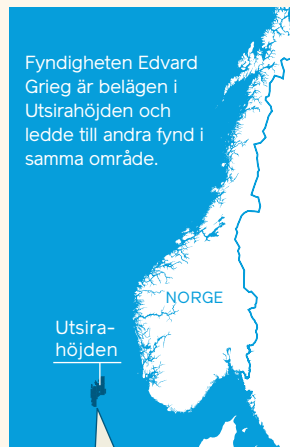 Fyndigheten Edvard
Grieg är belägen i
Utsirahöjden och
ledde till andra fynd i
samma område.
NORGE
Utsira-
höjden